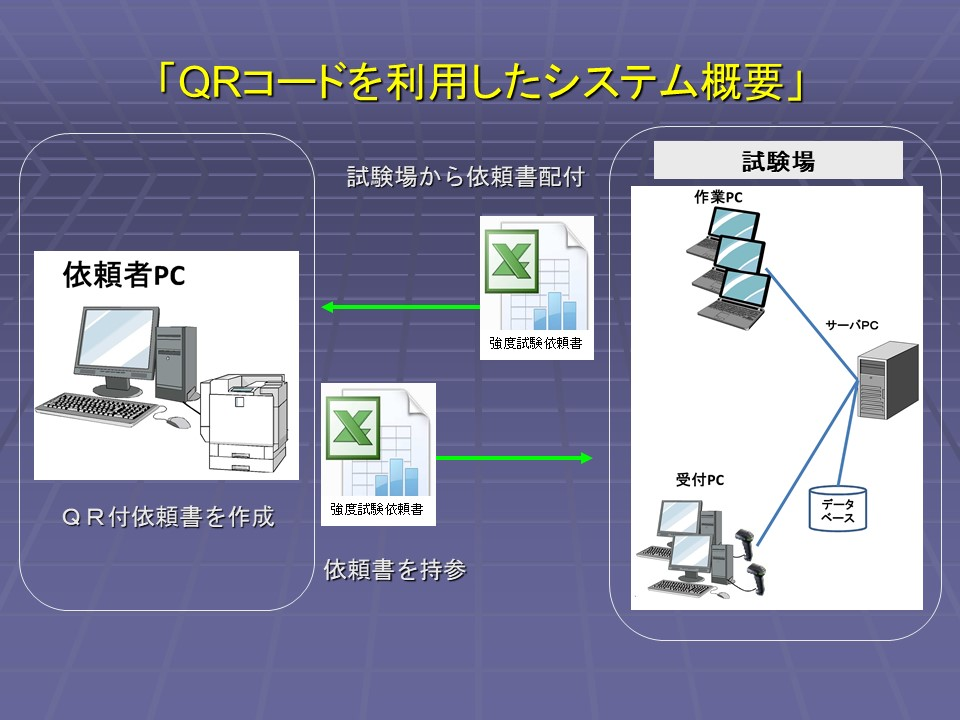 「QRコードを利用したシステム概要」
試験場から依頼書配付
試験場
作業PC
依頼者PC
サーバPC
強度試験依頼書
強度試験依頼書
受付PC
データ
ベース
QR付依頼書を作成
依頼書を持参